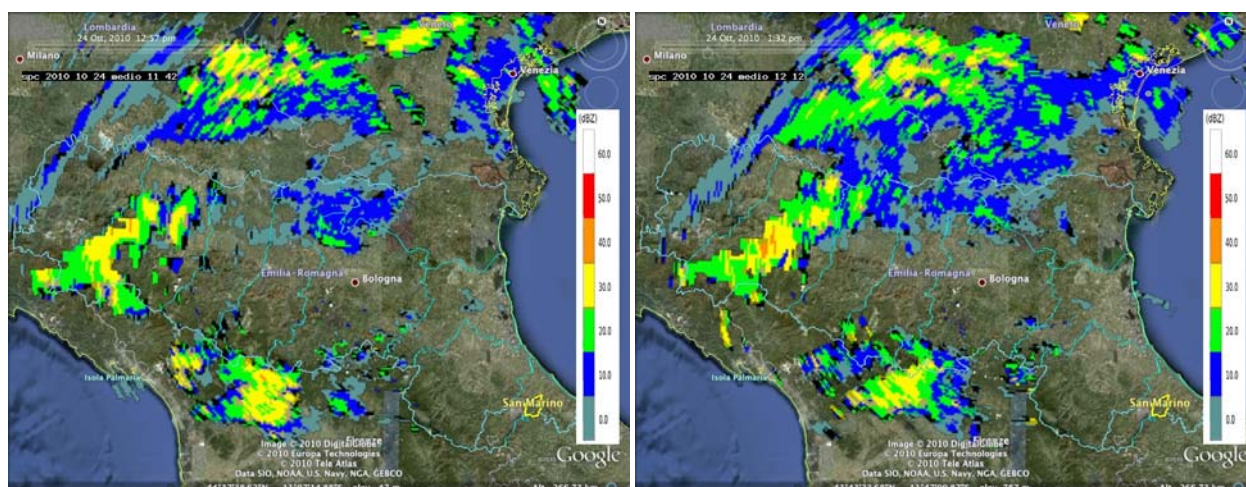 Lombardia
Veneto
24 Ott, 2010 12:57 pm
Milano
spc 2010 10 24 medio 11 42
Venezia
(dBZ)
60.0
50.0
40.0
30.0
20.0
10.0
0.0
Emilia-Romagna
Bologna
Isola Palmaria
San Marino
Firenze
Image © 2010 DigitalGlobe
© 2010 Europa Technologies
© 2010 Tele Atlas
Data SIO, NOAA, U.S. Navy, NGA, GEBCO
Google
Lombardia
Veneto
24 Ott, 2010 1:32 pm
Milano
spc 2010 10 24 medio 12 12
Venezia
(dBZ)
60.0
50.0
40.0
30.0
20.0
10.0
0.0
Emilia-Romagna
Bologna
Isola Palmaria
San Marino
Firenze
Image © 2010 DigitalGlobe
© 2010 Europa Technologies
© 2010 Tele Atlas
Data SIO, NOAA, U.S. Navy, NGA, GEBCO
Google